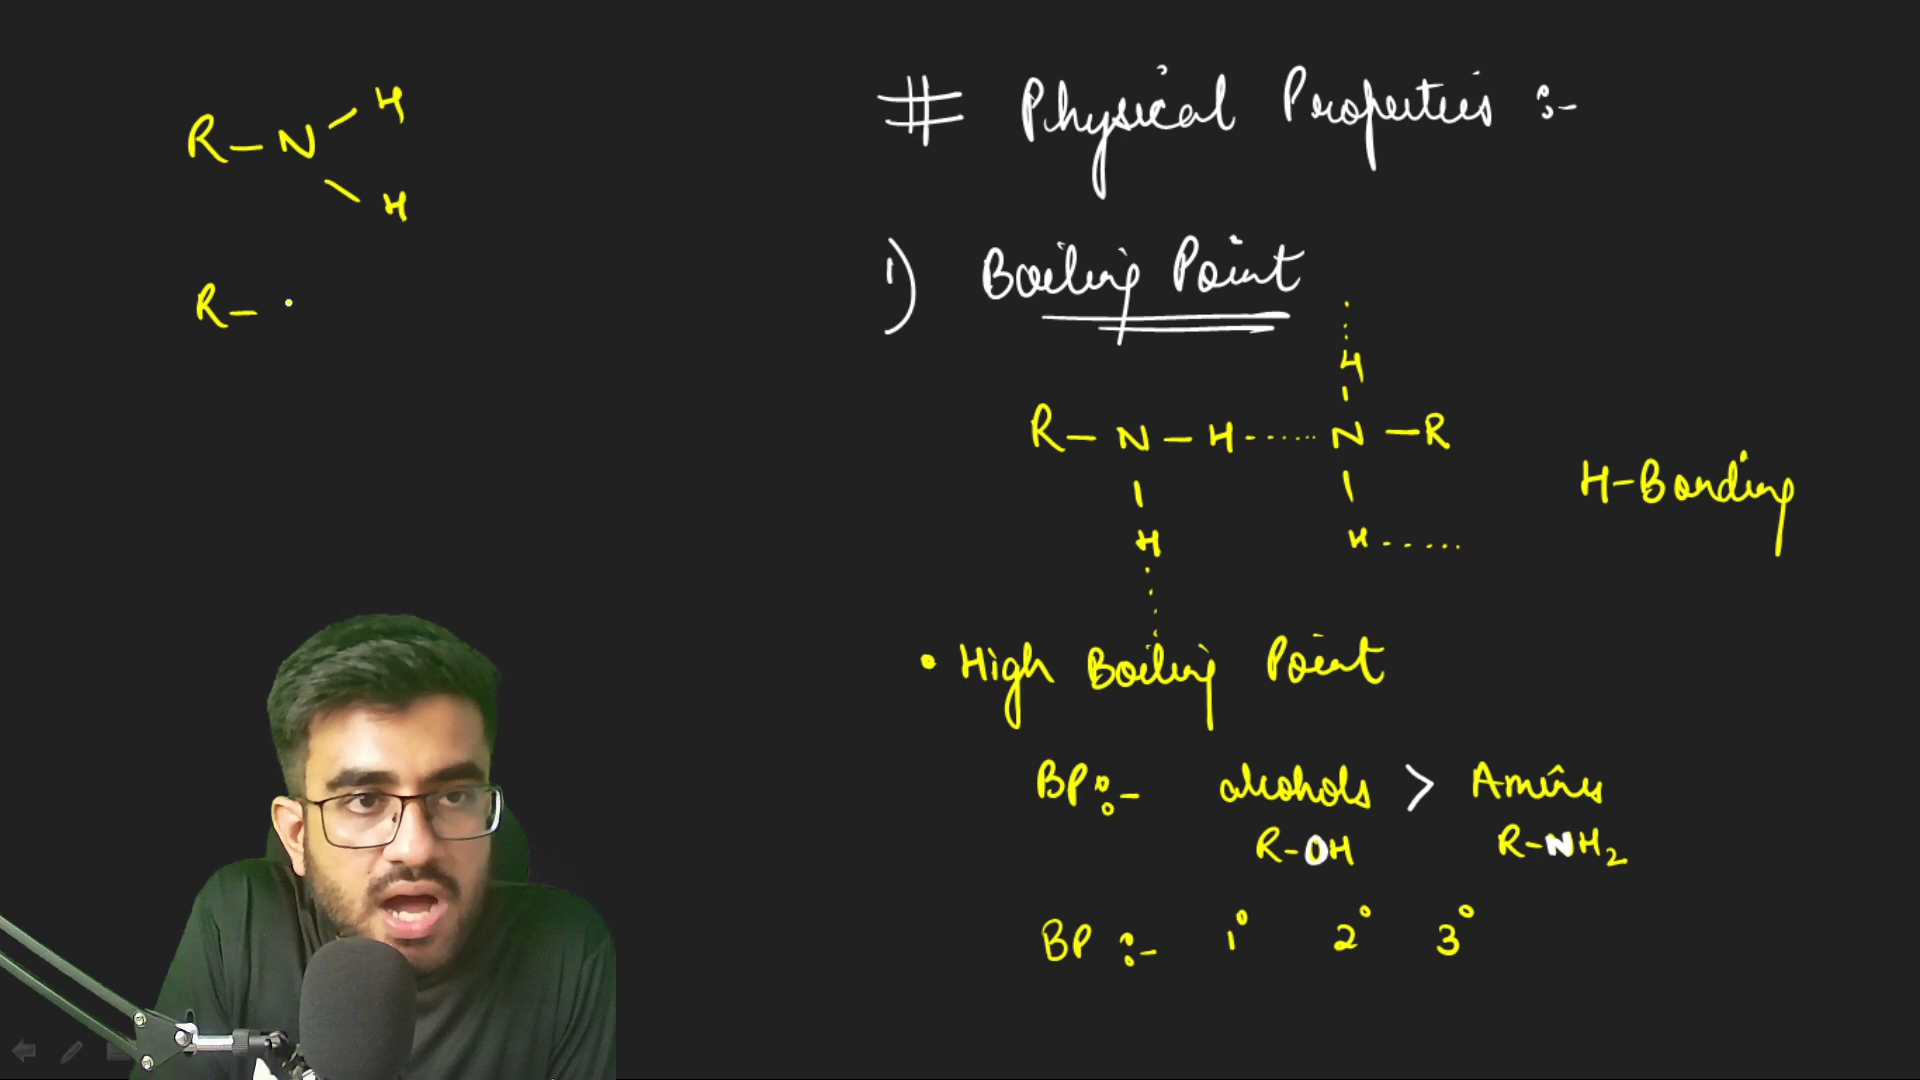 # Physical Properties :-
1) Boiling Point
R-N-H
H
R-
H
R-N-H......N-R
H
H
H......
H-Bonding
• High Boiling Point
BP:- alcohols > Amines
R-OH R-NH₂
BP :- 1° 2° 3°